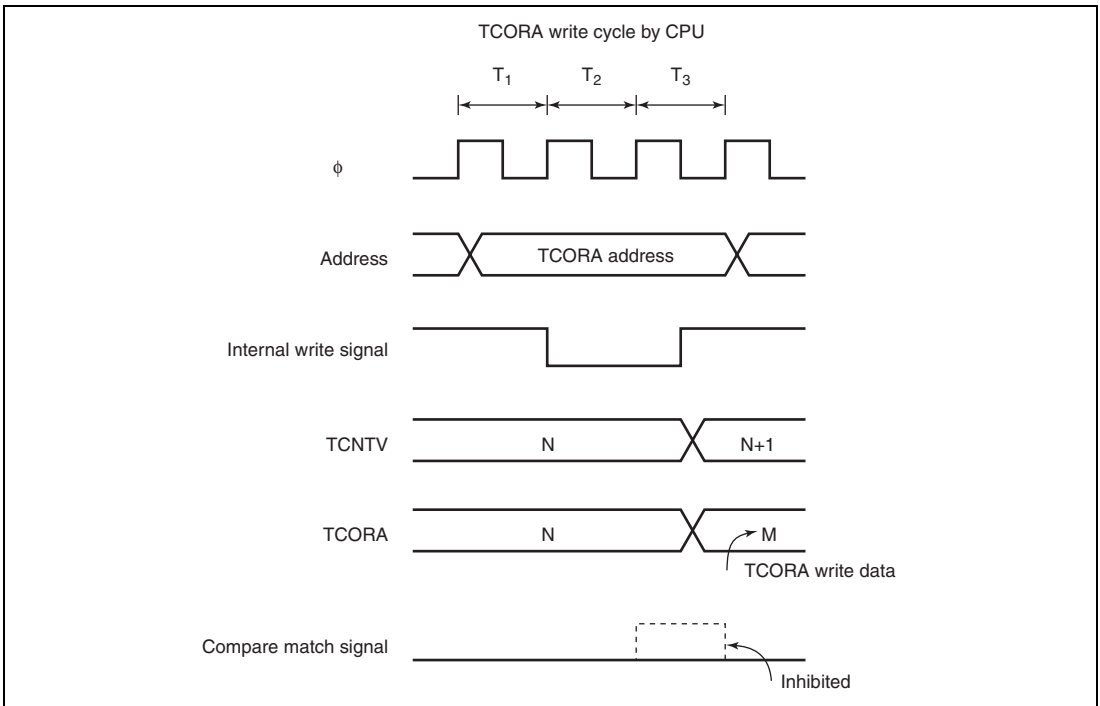 TCORA write cycle by CPU
T1 T2 T3
ϕ
Address TCORA address
Internal write signal
TCNTV N N+1
TCORA N M
TCORA write data
Compare match signal
Inhibited